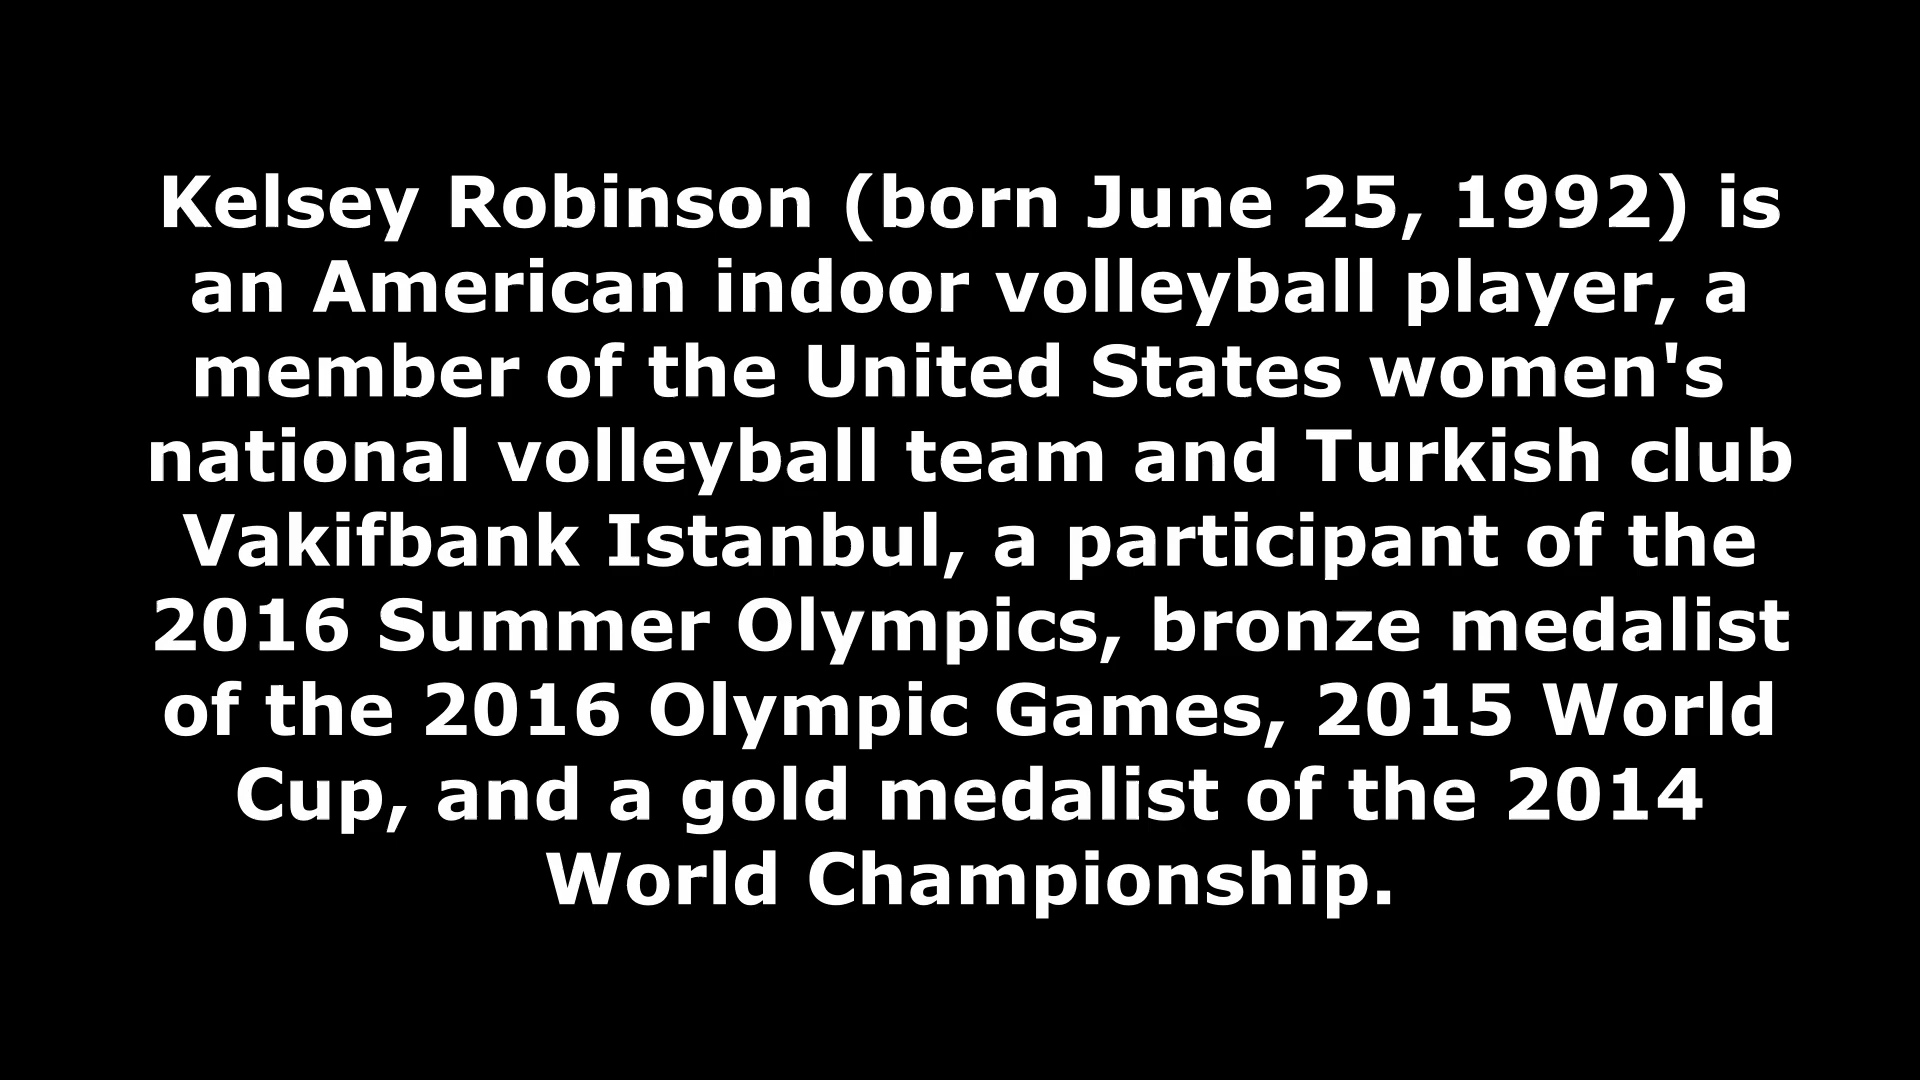 Kelsey Robinson (born June 25, 1992) is
an American indoor volleyball player, a
member of the United States women's
national volleyball team and Turkish club
Vakifbank Istanbul, a participant of the
2016 Summer Olympics, bronze medalist
of the 2016 Olympic Games, 2015 World
Cup, and a gold medalist of the 2014
World Championship.